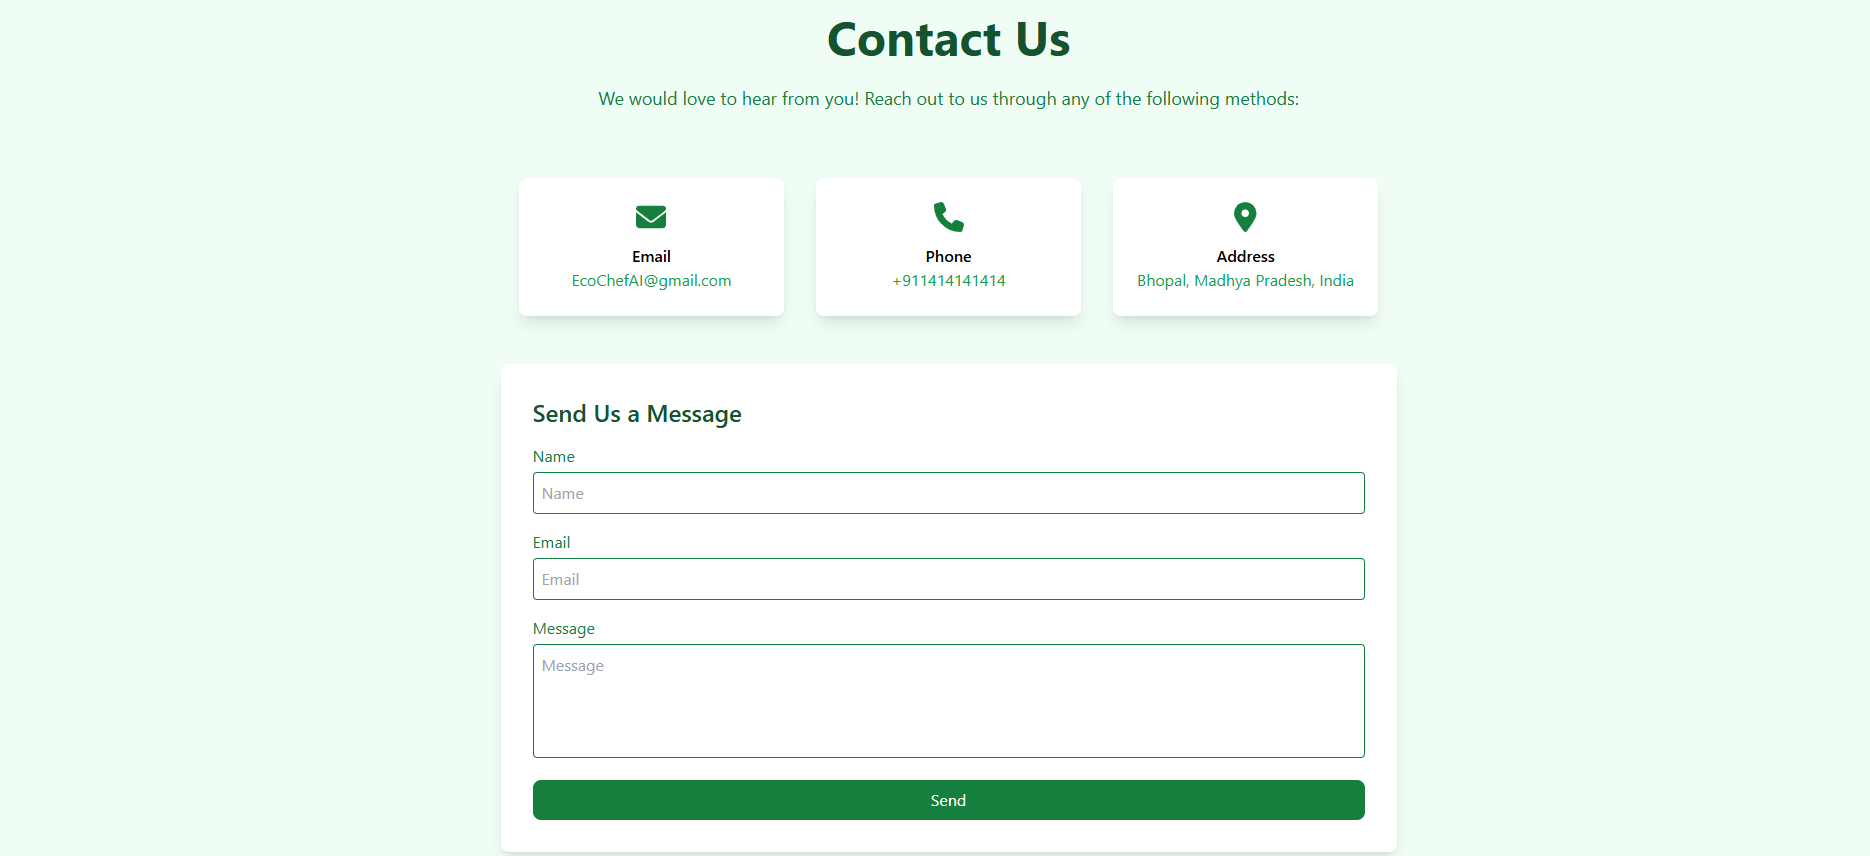 Contact Us
We would love to hear from you! Reach out to us through any of the following methods:
Email
EcoChefAI@gmail.com
Phone
+911414141414
Address
Bhopal, Madhya Pradesh, India
Send Us a Message
Name
Name
Email
Email
Message
Message
Send